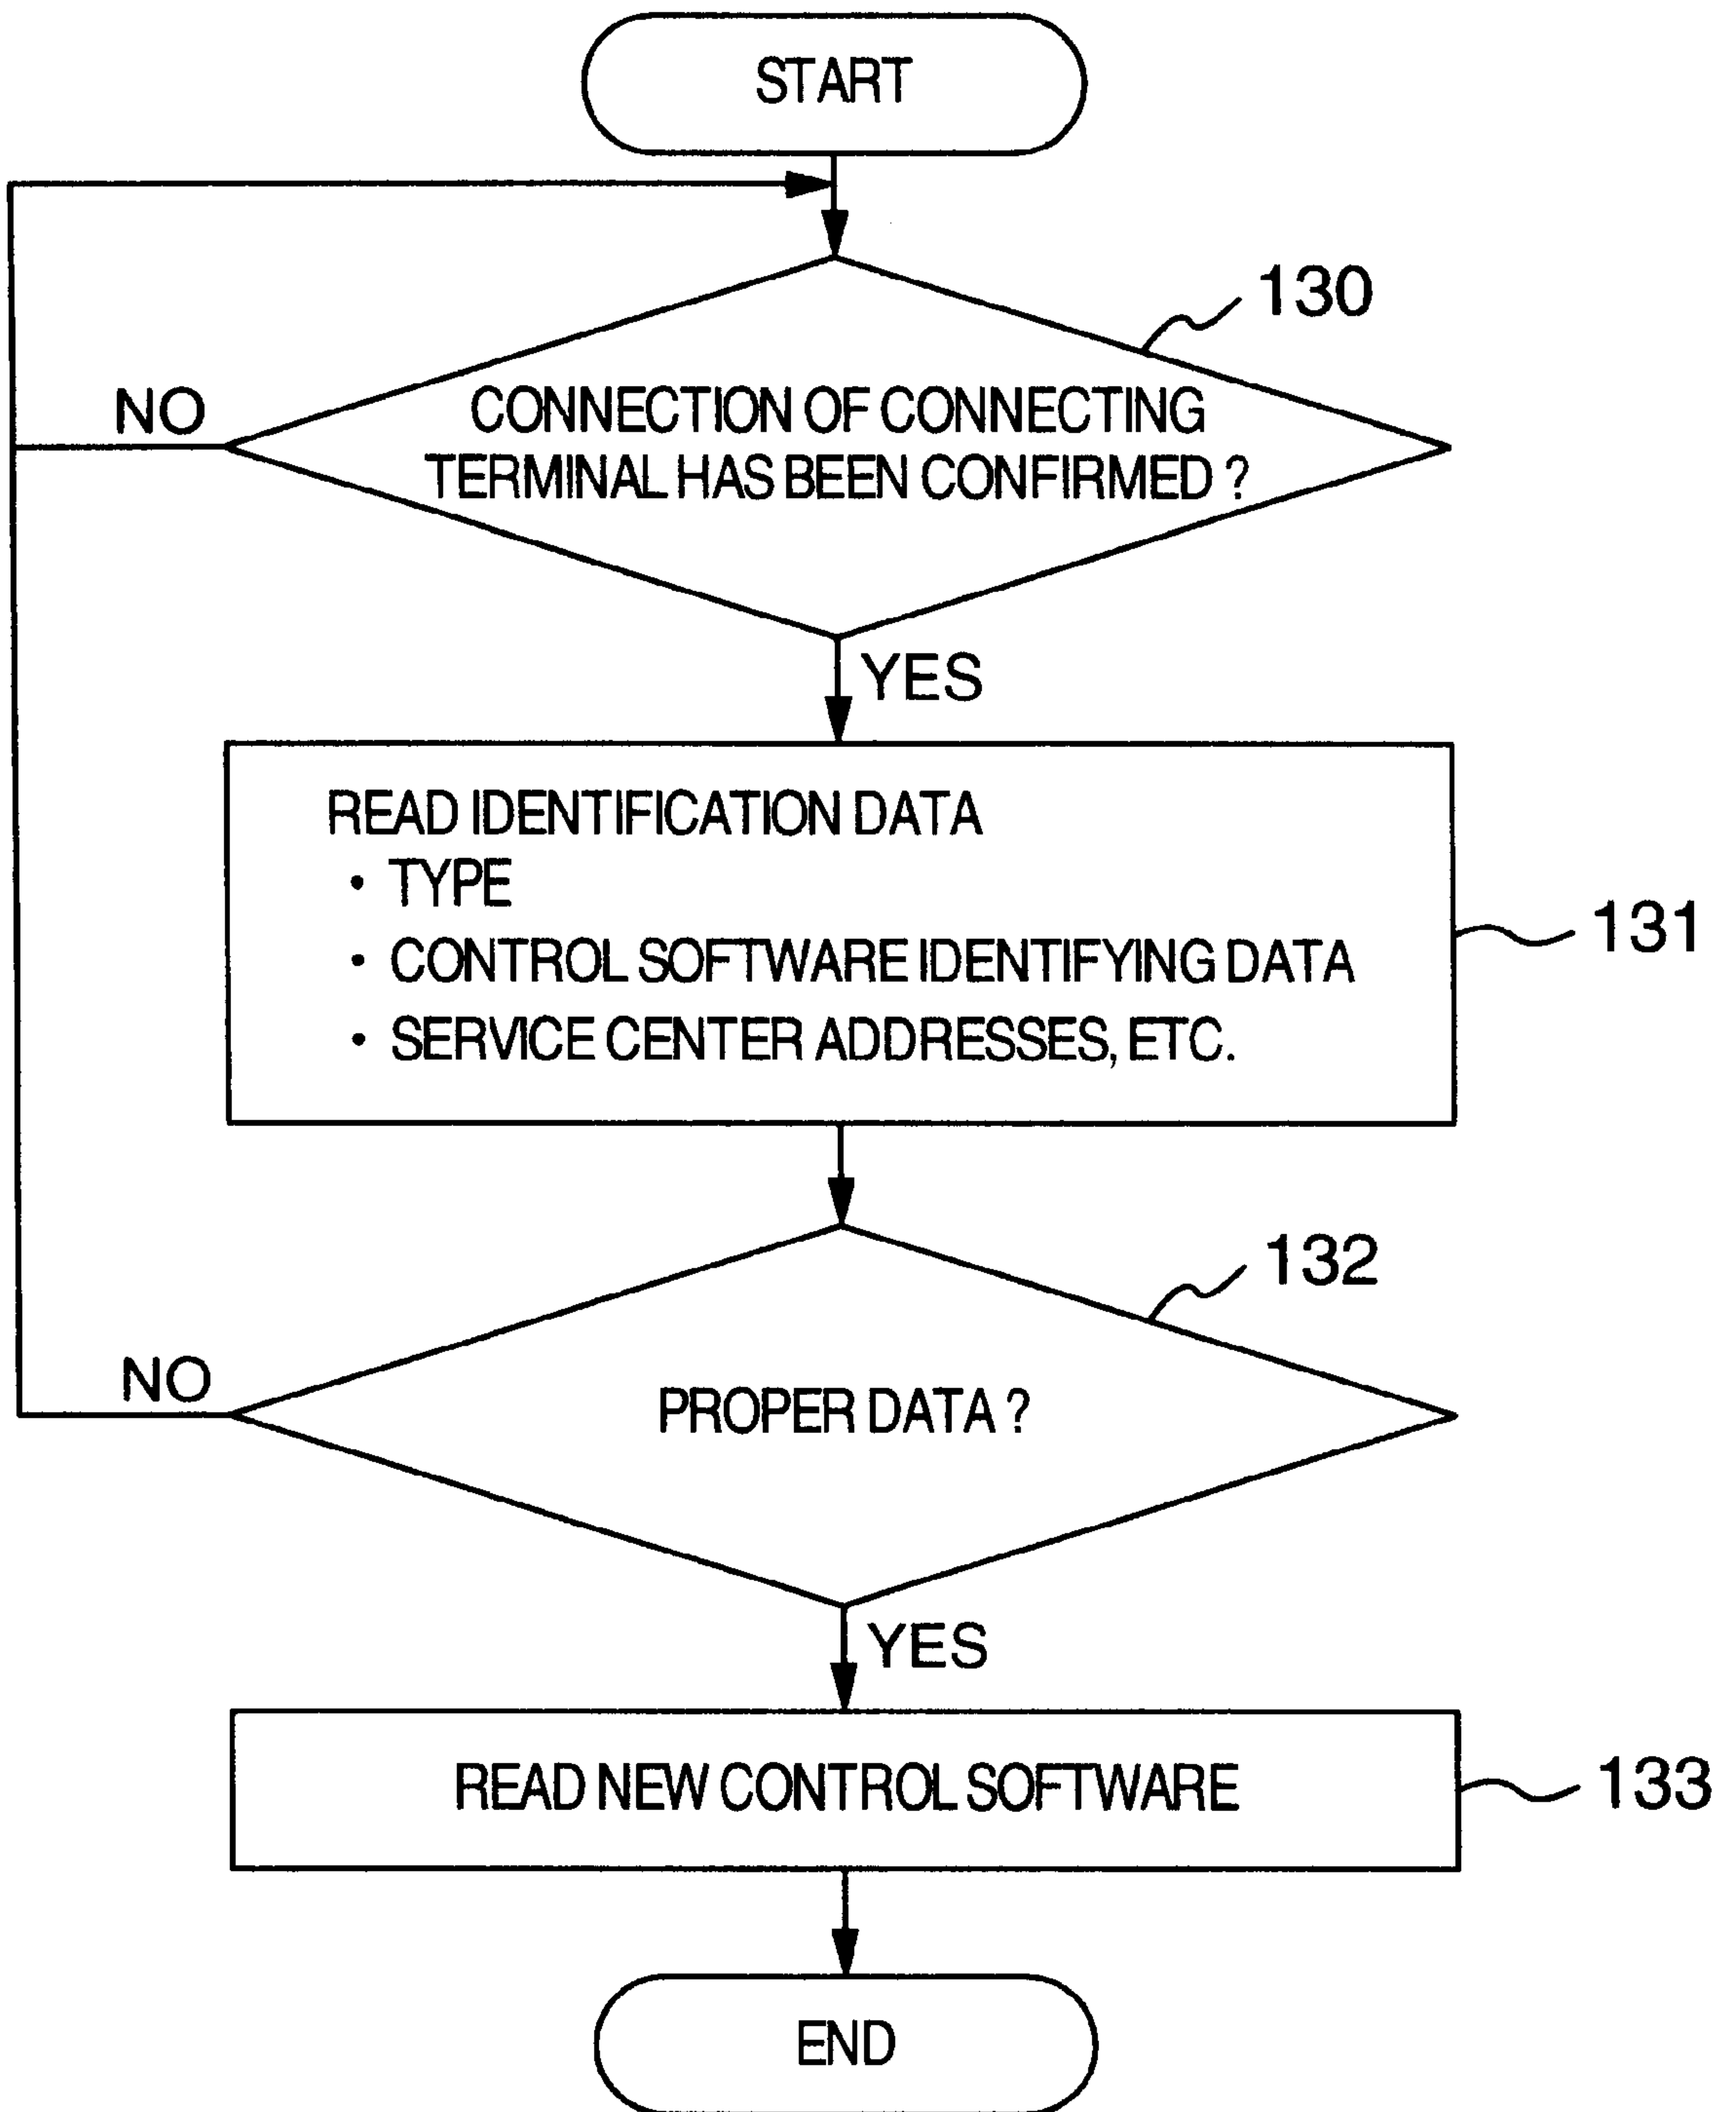 START
130
NO
CONNECTION OF CONNECTING
TERMINAL HAS BEEN CONFIRMED ?
YES
READ IDENTIFICATION DATA
• TYPE
• CONTROL SOFTWARE IDENTIFYING DATA
• SERVICE CENTER ADDRESSES, ETC.
131
132
NO
PROPER DATA ?
YES
READ NEW CONTROL SOFTWARE
133
END